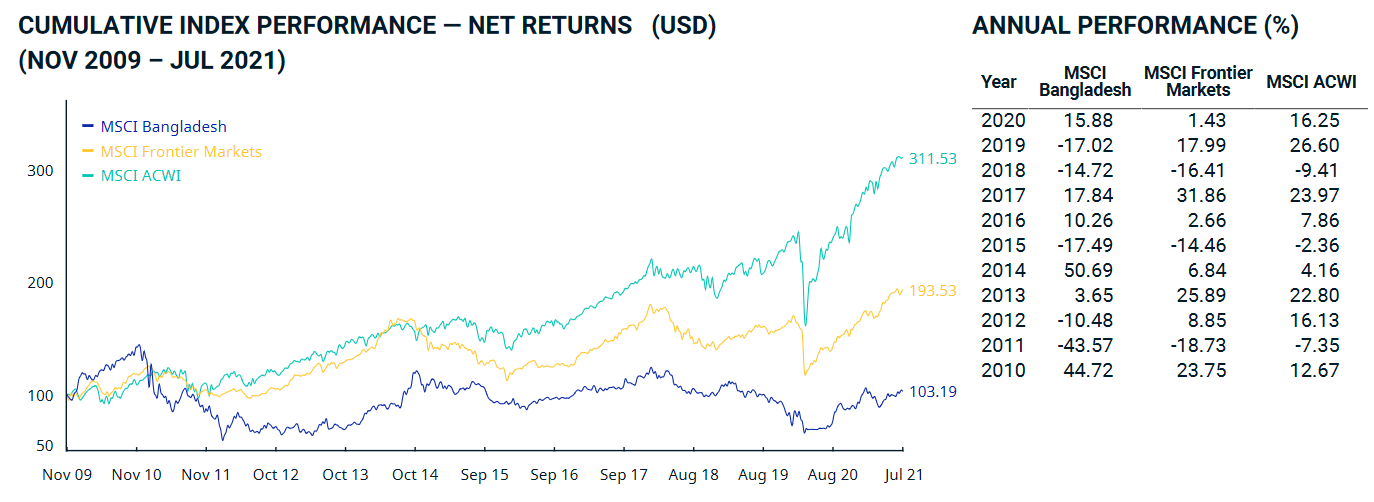 CUMULATIVE INDEX PERFORMANCE — NET RETURNS (USD)
(NOV 2009 – JUL 2021)
MSCI Bangladesh
MSCI Frontier Markets
MSCI ACWI
300
200
100
50
311.53
193.53
103.19
Nov 09 Nov 10 Nov 11 Oct 12 Oct 13 Oct 14 Sep 15 Sep 16 Sep 17 Aug 18 Aug 19 Aug 20 Jul 21
ANNUAL PERFORMANCE (%)
Year MSCI Bangladesh MSCI Frontier Markets MSCI ACWI
2020 15.88 1.43 16.25
2019 -17.02 17.99 26.60
2018 -14.72 -16.41 -9.41
2017 17.84 31.86 23.97
2016 10.26 2.66 7.86
2015 -17.49 -14.46 -2.36
2014 50.69 6.84 4.16
2013 3.65 25.89 22.80
2012 -10.48 8.85 16.13
2011 -43.57 -18.73 -7.35
2010 44.72 23.75 12.67